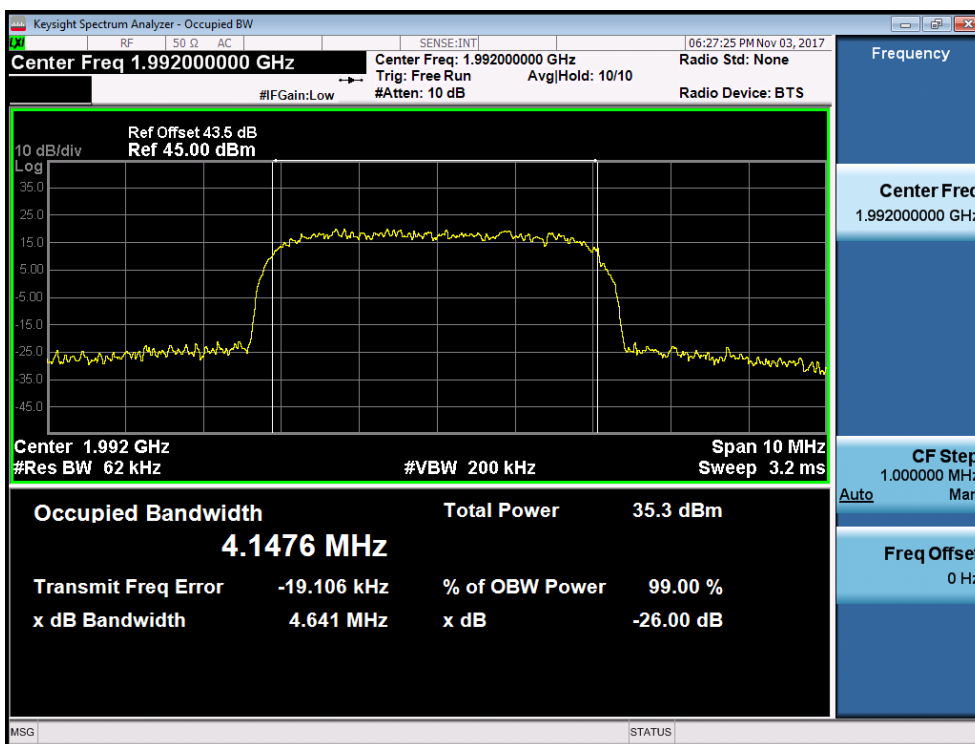 Keysight Spectrum Analyzer - Occupied BW
LXI RF 50 Ω AC SENSE:INT 06:27:25 PM Nov 03, 2017
Center Freq 1.992000000 GHz
Center Freq: 1.992000000 GHz Radio Std: None
Trig: Free Run Avg|Hold: 10/10
#IFGain:Low #Atten: 10 dB Radio Device: BTS
Ref Offset 43.5 dB
10 dB/div Ref 45.00 dBm
Log
35.0
25.0
15.0
5.00
-5.00
-15.0
-25.0
-35.0
-45.0
Center 1.992 GHz Span 10 MHz
#Res BW 62 kHz #VBW 200 kHz Sweep 3.2 ms
Occupied Bandwidth Total Power 35.3 dBm
4.1476 MHz
Transmit Freq Error -19.106 kHz % of OBW Power 99.00 %
x dB Bandwidth 4.641 MHz x dB -26.00 dB
MSG STATUS
Frequency
Center Freq
1.992000000 GHz
CF Step
1.000000 MHz
Auto Man
Freq Offset
0 Hz